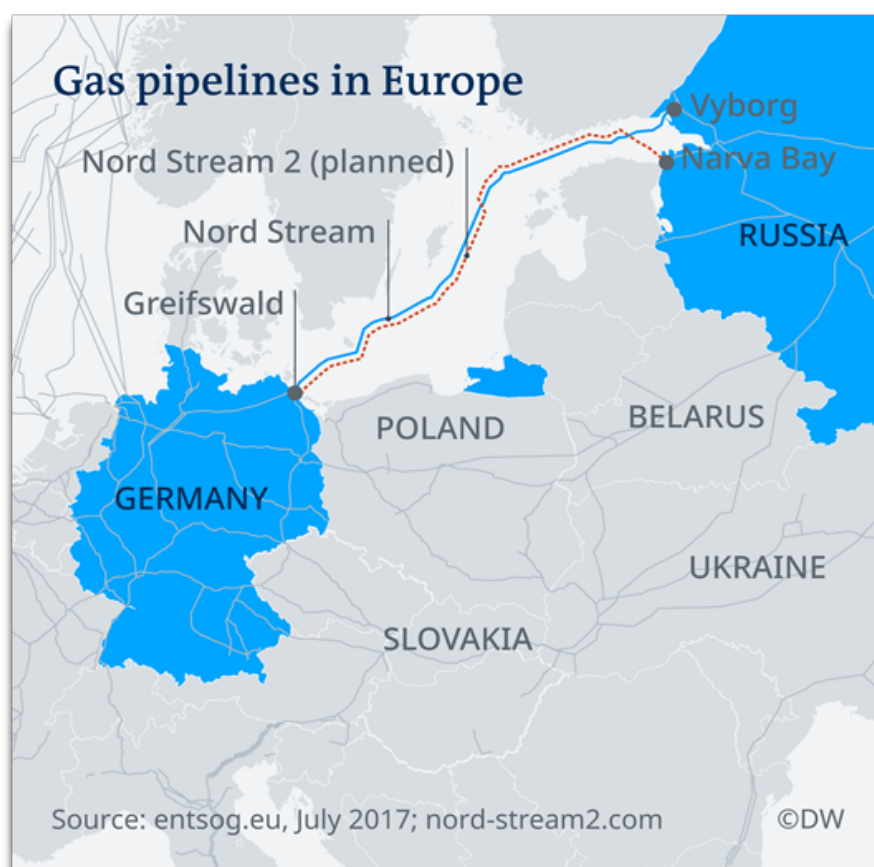 Gas pipelines in Europe
Vyborg
Nord Stream 2 (planned)
Narva Bay
Nord Stream
RUSSIA
Greifswald
POLAND
BELARUS
GERMANY
UKRAINE
SLOVAKIA
Source: entsog.eu, July 2017; nord-stream2.com
©DW